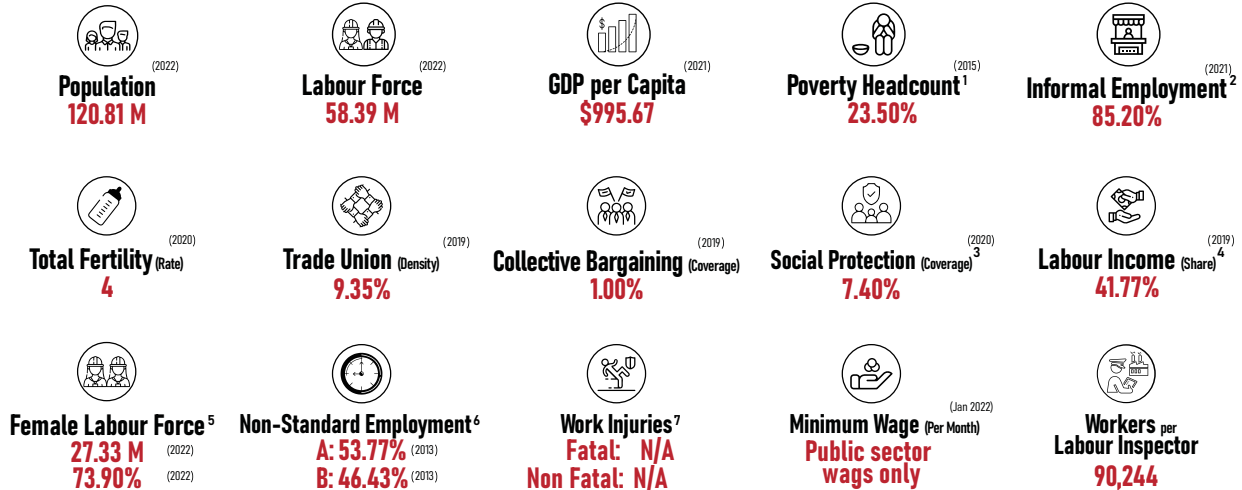 (2022)
Population
120.81 M
(2022)
Labour Force
58.39 M
$
(2021)
GDP per Capita
$995.67
(2015)
Poverty Headcount 1
23.50%
(2021)
Informal Employment 2
85.20%
(2020)
Total Fertility (Rate)
4
(2019)
Trade Union (Density)
9.35%
(2019)
Collective Bargaining (Coverage)
1.00%
(2020)
Social Protection (Coverage) 3
7.40%
(2019)
Labour Income (Share) 4
41.77%
Female Labour Force 5
27.33 M (2022)
73.90% (2022)
Non-Standard Employment 6
A: 53.77% (2013)
B: 46.43% (2013)
Work Injuries 7
Fatal: N/A
Non Fatal: N/A
(Jan 2022)
Minimum Wage (Per Month)
Public sector
wags only
Workers per
Labour Inspector
90,244